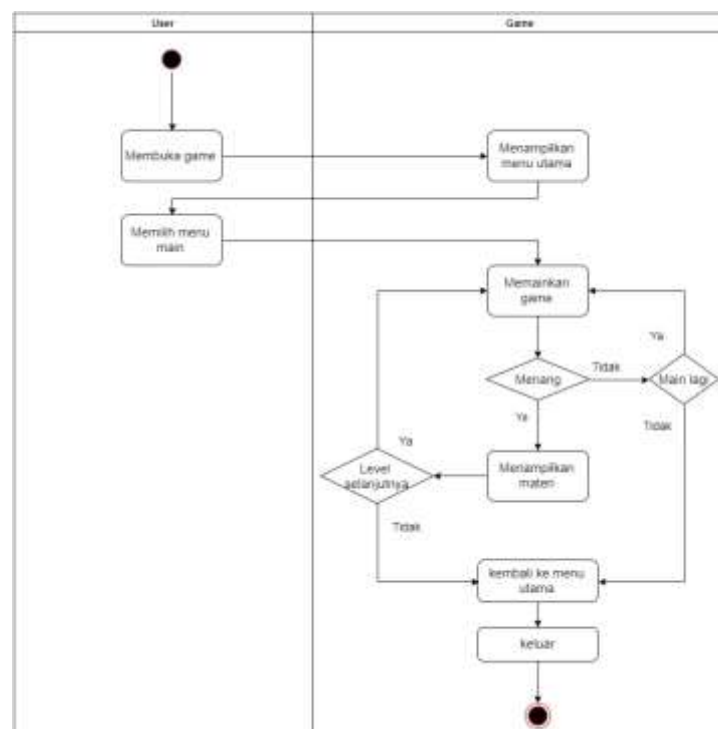 User
Game
Membuka game
Menampilkan
menu utama
Memilih menu
main
Memainkan
game
Ya
Menang
Tidak
Main lagi
Ya
Tidak
Ya
Level
selanjutnya
Menampilkan
materi
Tidak
kembali ke menu
utama
keluar